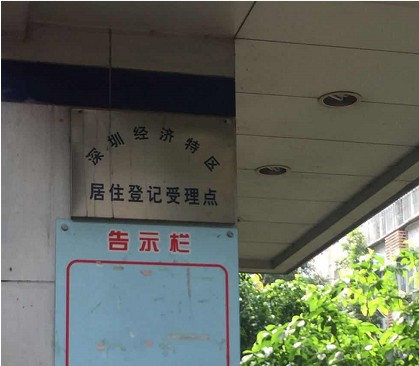 深圳经济特区
居住登记受理点
告示栏